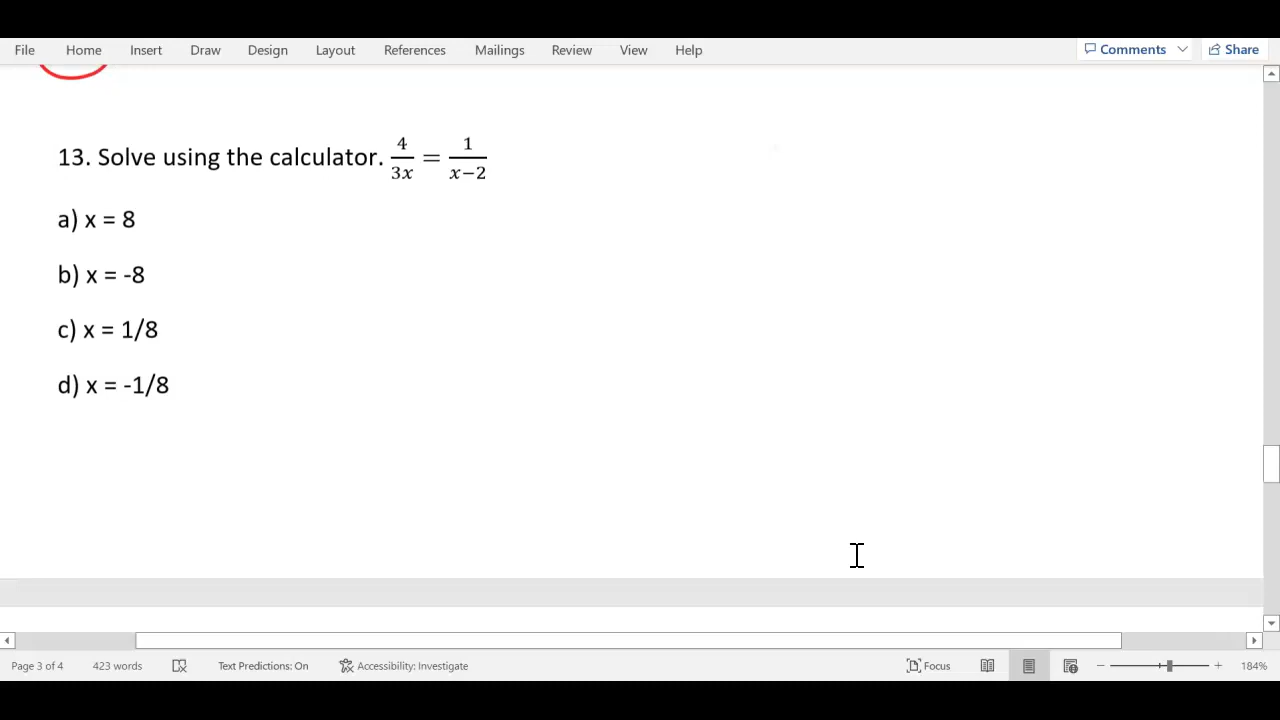 File Home Insert Draw Design Layout References Mailings Review View Help Comments Share
13. Solve using the calculator. 4/3x = 1/x−2
a) x = 8
b) x = -8
c) x = 1/8
d) x = -1/8
Page 3 of 4 423 words Text Predictions: On Accessibility: Investigate Focus 184%